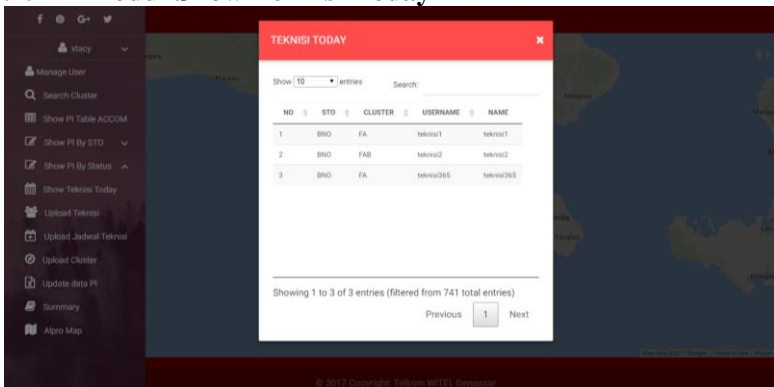 G+
stacy
TEKNISI TODAY
×
Manage User
Search Cluster
Show PI Table ACCOM
Show PI By STO
Show PI By Status
Show Teknisi Today
Upload Teknisi
Upload Jadwal Teknisi
Upload Cluster
Update data PI
Summary
Alpro Map
Show 10 entries
Search:
NO STO CLUSTER USERNAME NAME
1 BNO FA teknisi1 teknisi1
2 BNO FAB teknisi2 teknisi2
3 BNO FA teknisi365 teknisi365
Showing 1 to 3 of 3 entries (filtered from 741 total entries)
Previous 1 Next
© 2017 Copyright: Telkom WITEL Denpasar